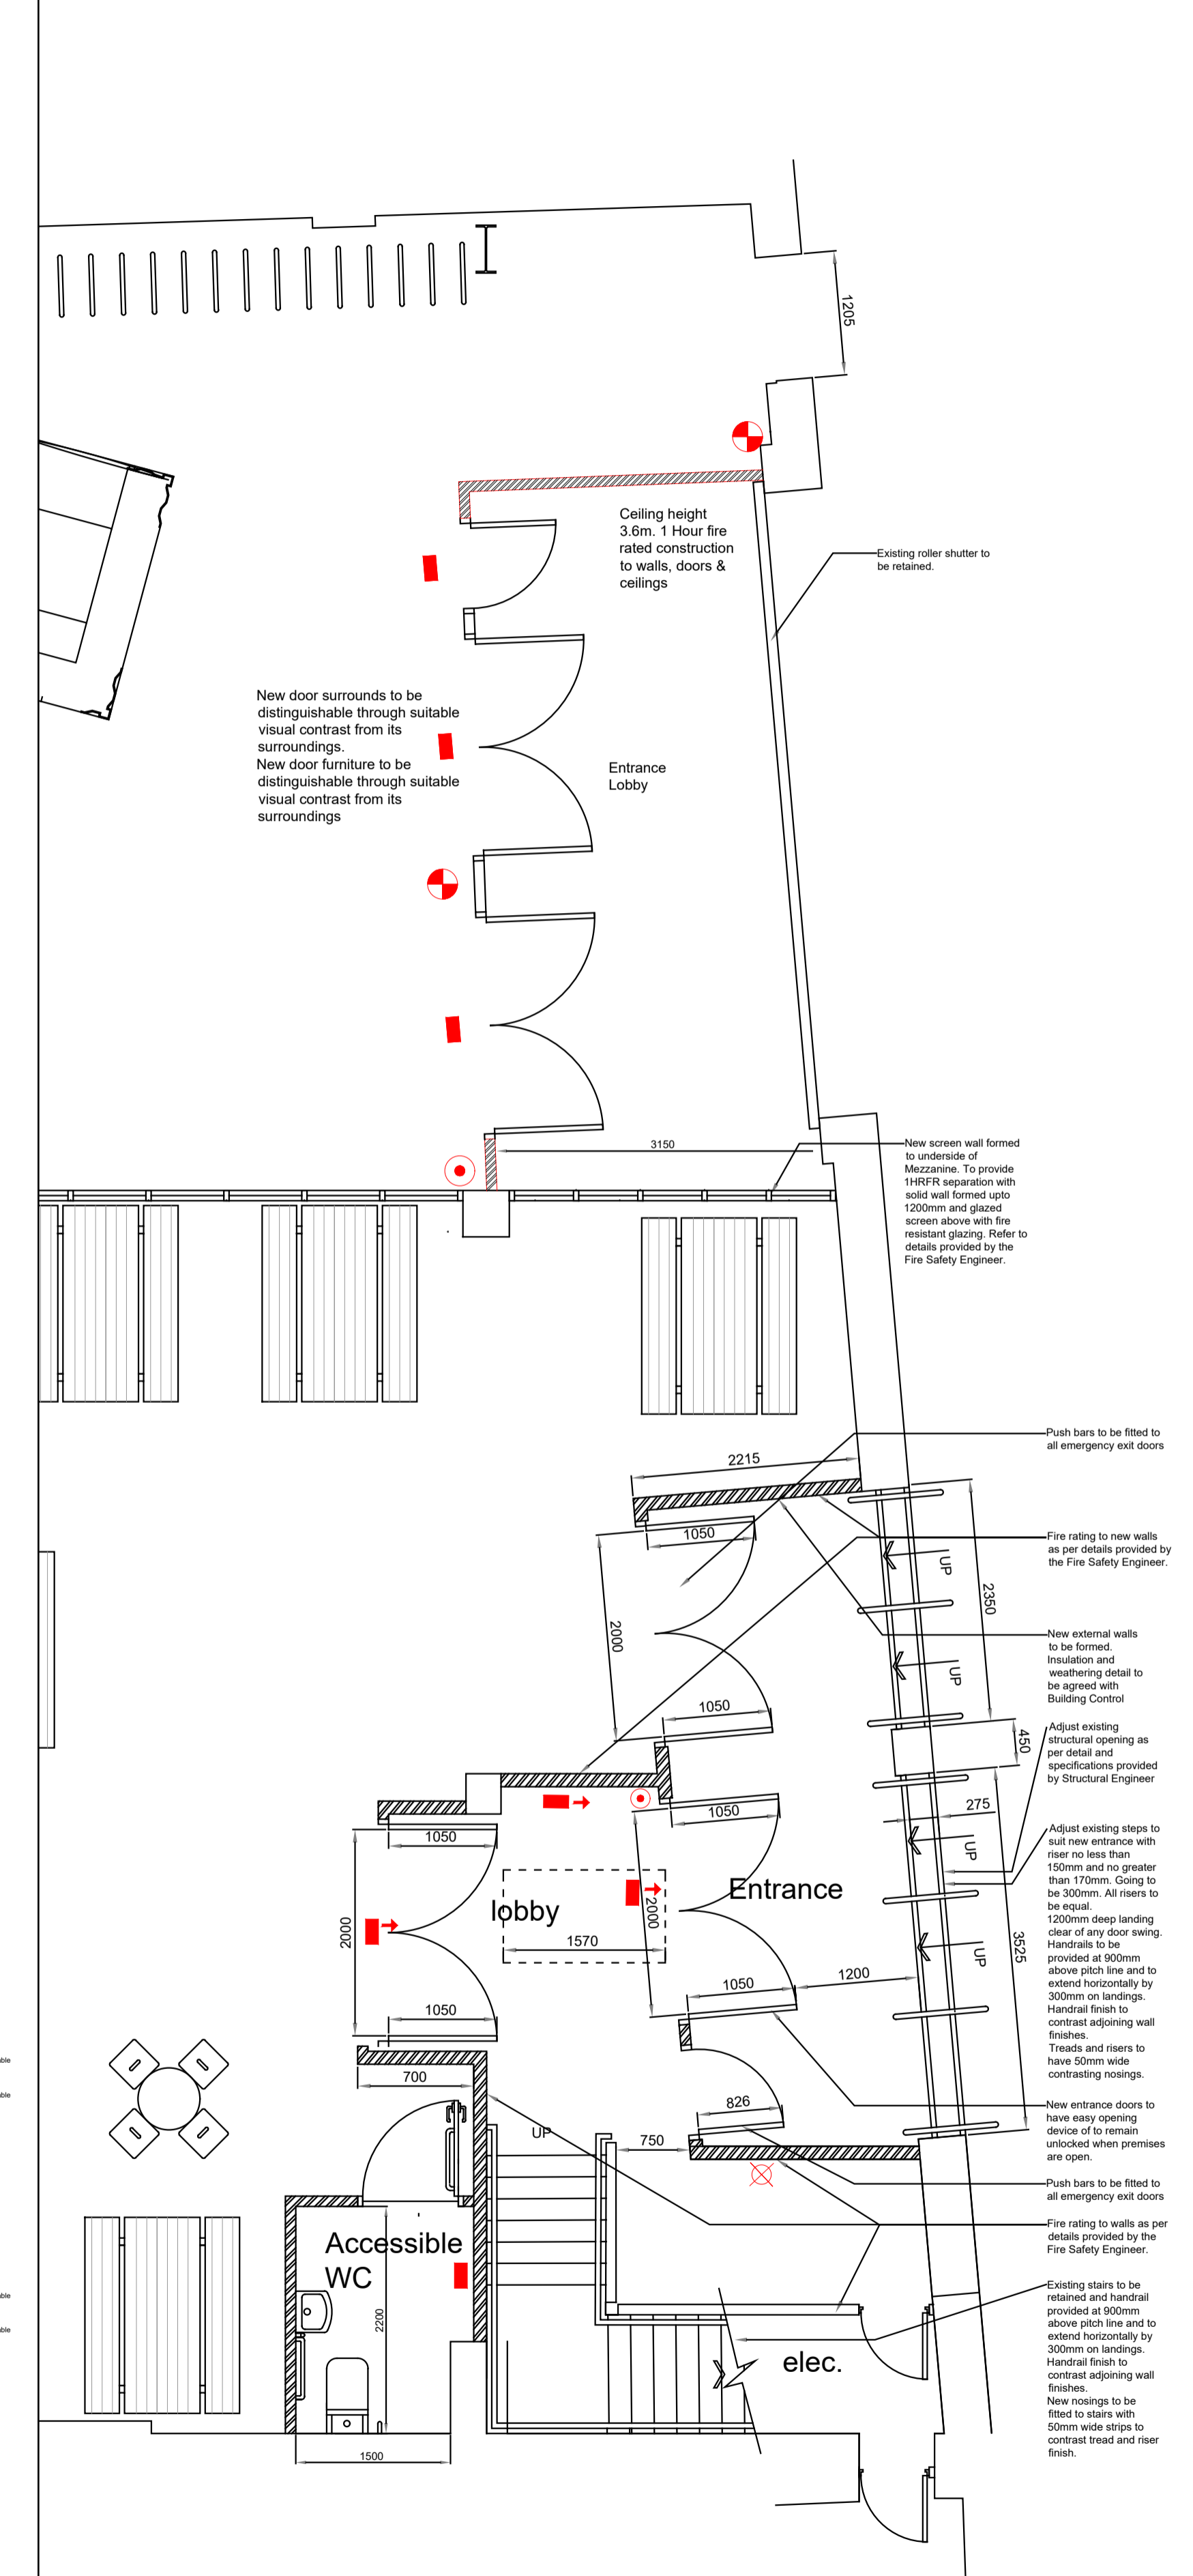 1205
Ceiling height
3.6m. 1 Hour fire
rated construction
to walls, doors &
ceilings
Existing roller shutter to
be retained.
New door surrounds to be
distinguishable through suitable
visual contrast from its
surroundings.
New door furniture to be
distinguishable through suitable
visual contrast from its
surroundings
Entrance
Lobby
3150
New screen wall formed
to underside of
Mezzanine. To provide
1HRFR separation with
solid wall formed upto
1200mm and glazed
screen above with fire
resistant glazing. Refer to
details provided by the
Fire Safety Engineer.
Push bars to be fitted to
all emergency exit doors
2215
1050
Fire rating to new walls
as per details provided by
the Fire Safety Engineer.
UP
2350
2000
New external walls
to be formed.
Insulation and
weathering detail to
be agreed with
Building Control
UP
1050
450
Adjust existing
structural opening as
per detail and
specifications provided
by Structural Engineer
1050
275
1050
UP
Adjust existing steps to
suit new entrance with
riser no less than
150mm and no greater
than 170mm. Going to
be 300mm. All risers to
be equal.
1200mm deep landing
clear of any door swing.
Handrails to be
provided at 900mm
above pitch line and to
extend horizontally by
300mm on landings.
Handrail finish to
contrast adjoining wall
finishes.
Treads and risers to
have 50mm wide
contrasting nosings.
Entrance
lobby
2000
2000
1570
UP
3525
1050
1200
1050
able
700
able
826
New entrance doors to
have easy opening
device of to remain
unlocked when premises
are open.
UP
750
Push bars to be fitted to
all emergency exit doors
Fire rating to walls as per
details provided by the
Fire Safety Engineer.
Accessible
WC
able
2200
able
elec.
Existing stairs to be
retained and handrail
provided at 900mm
above pitch line and to
extend horizontally by
300mm on landings.
Handrail finish to
contrast adjoining wall
finishes.
New nosings to be
fitted to stairs with
50mm wide strips to
contrast tread and riser
finish.
1500